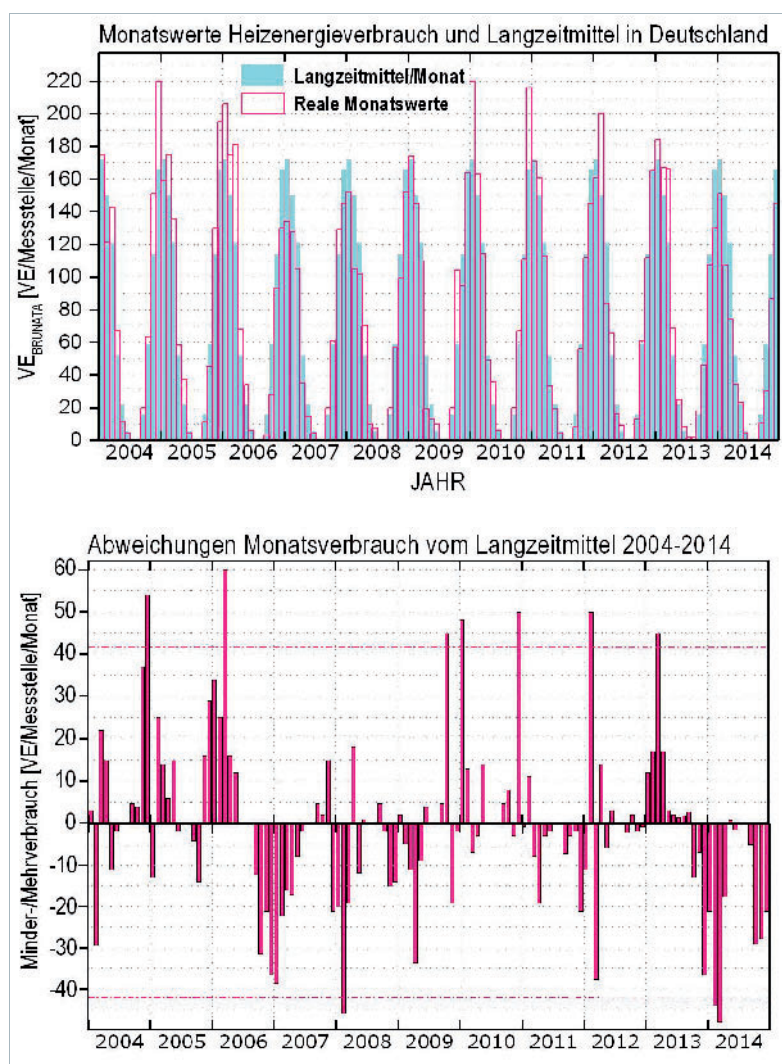 Monatswerte Heizenergieverbrauch und Langzeitmittel in Deutschland
Langzeitmittel/Monat
Reale Monatswerte
VE BRUNATA [VE/Messstelle/Monat]
220
200
180
160
140
120
100
80
60
40
20
0
2004 2005 2006 2007 2008 2009 2010 2011 2012 2013 2014
JAHR
Abweichungen Monatsverbrauch vom Langzeitmittel 2004-2014
Minder-/Mehrverbrauch [VE/Messstelle/Monat]
60
50
40
30
20
10
0
-10
-20
-30
-40
2004 2005 2006 2007 2008 2009 2010 2011 2012 2013 2014